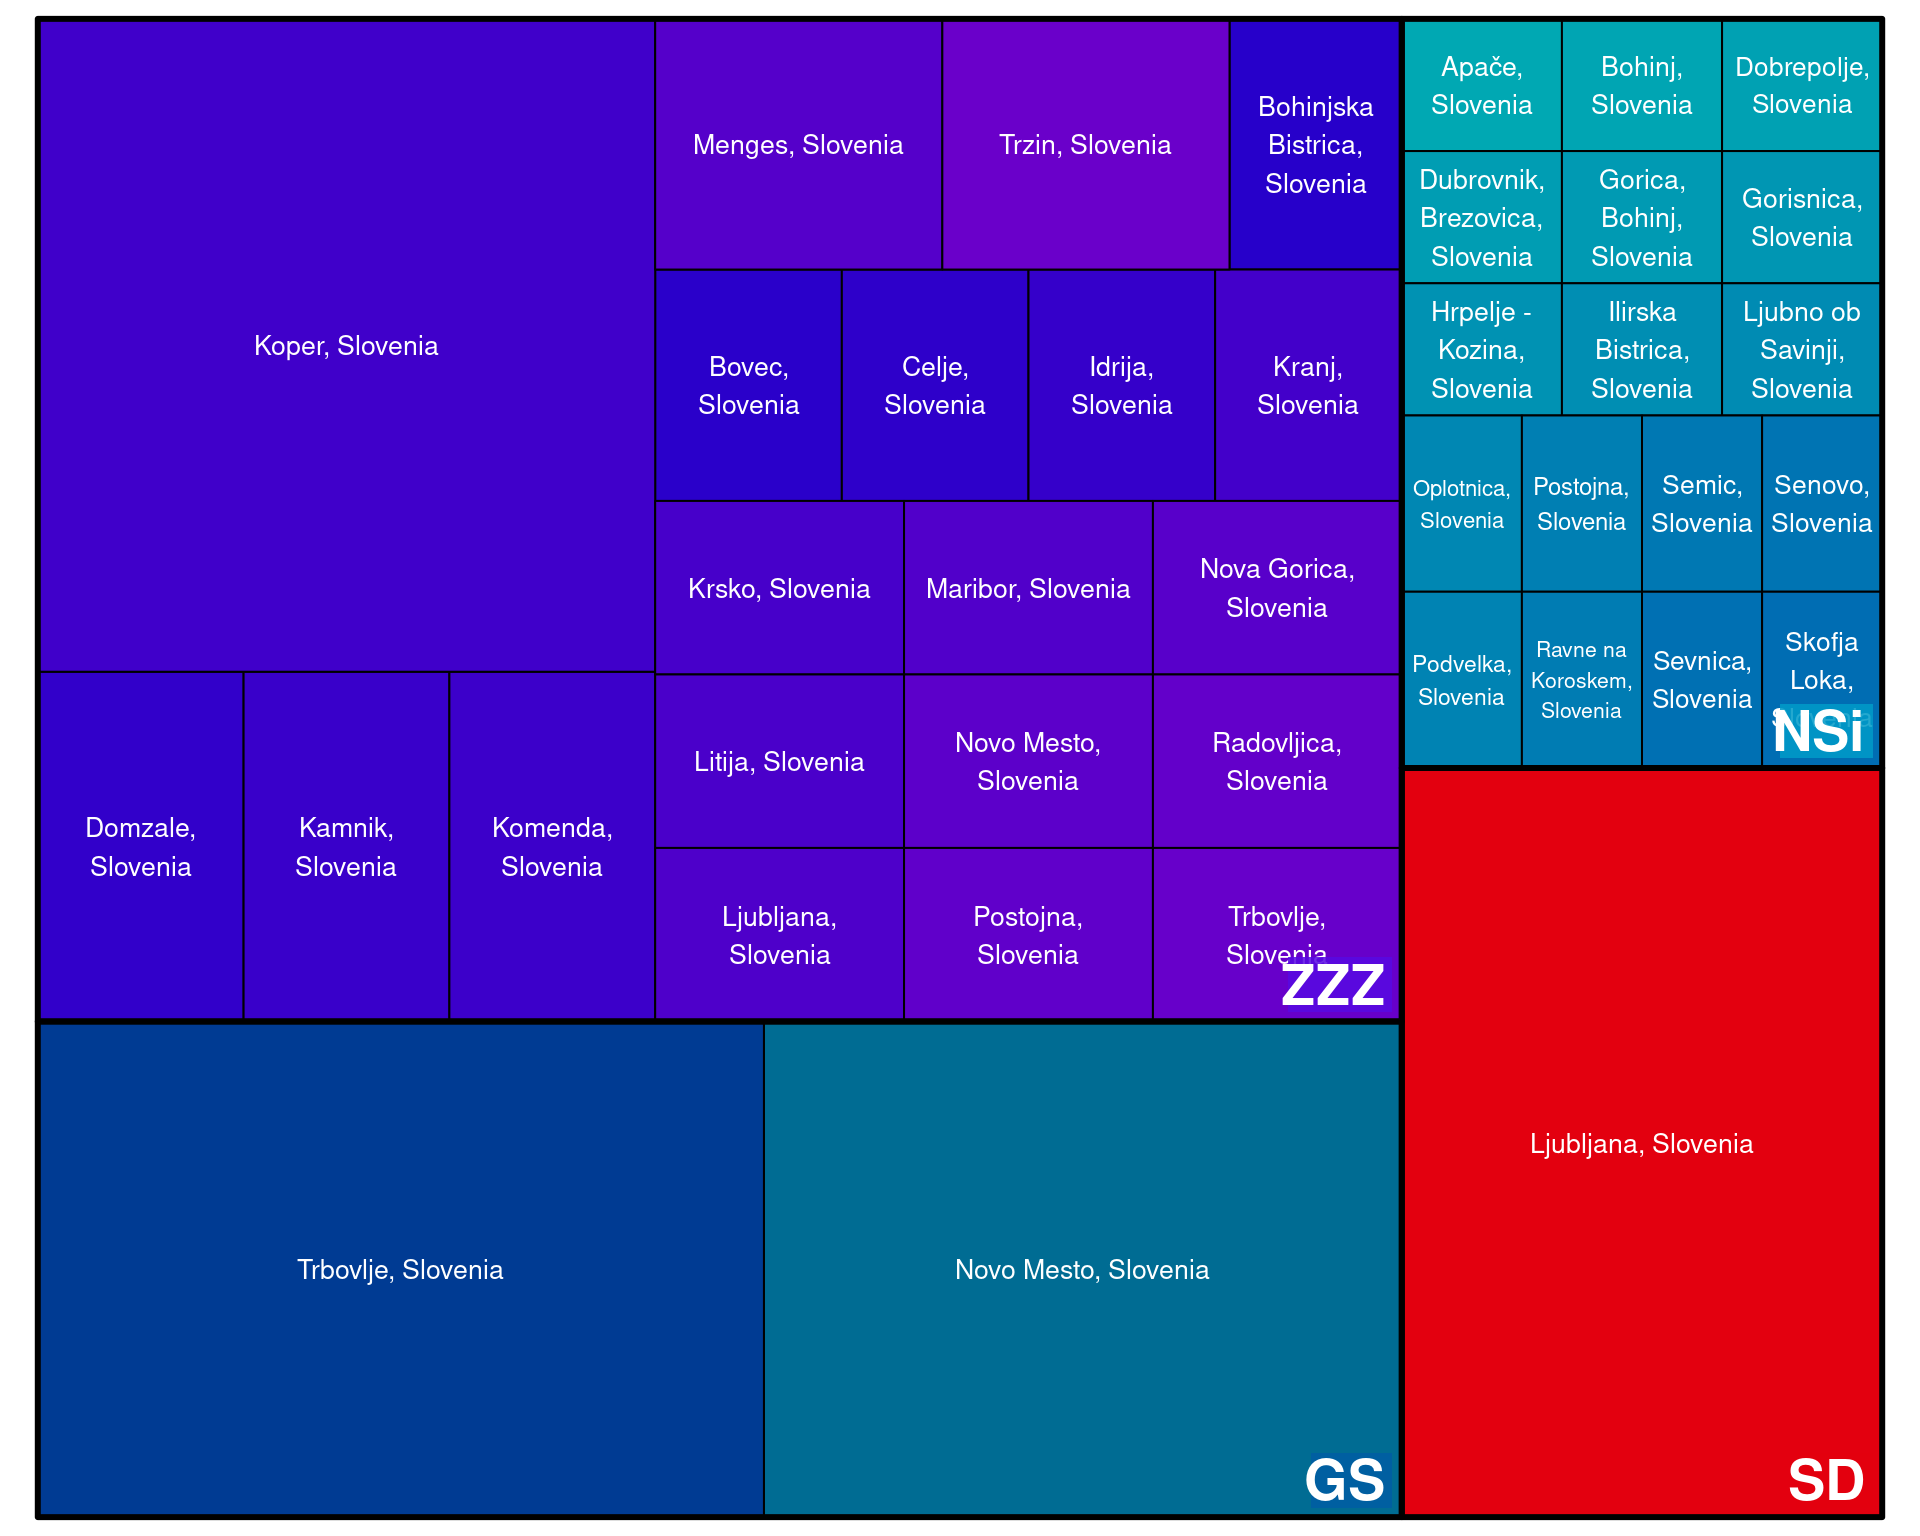 Koper, Slovenia
Menges, Slovenia
Trzin, Slovenia
Bohinjska
Bistrica,
Slovenia
Bovec,
Slovenia
Celje,
Slovenia
Idrija,
Slovenia
Kranj,
Slovenia
Krsko, Slovenia
Maribor, Slovenia
Nova Gorica,
Slovenia
Litija, Slovenia
Novo Mesto,
Slovenia
Radovljica,
Slovenia
Domzale,
Slovenia
Kamnik,
Slovenia
Komenda,
Slovenia
Ljubljana,
Slovenia
Postojna,
Slovenia
Trbovlje,
Slovenia
ZZZ
Apače,
Slovenia
Bohinj,
Slovenia
Dobrepolje,
Slovenia
Dubrovnik,
Brezovica,
Slovenia
Gorica,
Bohinj,
Slovenia
Gorisnica,
Slovenia
Hrpelje -
Kozina,
Slovenia
Ilirska
Bistrica,
Slovenia
Ljubno ob
Savinji,
Slovenia
Oplotnica,
Slovenia
Postojna,
Slovenia
Semic,
Slovenia
Senovo,
Slovenia
Podvelka,
Slovenia
Ravne na
Koroskem,
Slovenia
Sevnica,
Slovenia
Skofja
Loka,
Slovenia
NSi
Trbovlje, Slovenia
Novo Mesto, Slovenia
GS
Ljubljana, Slovenia
SD